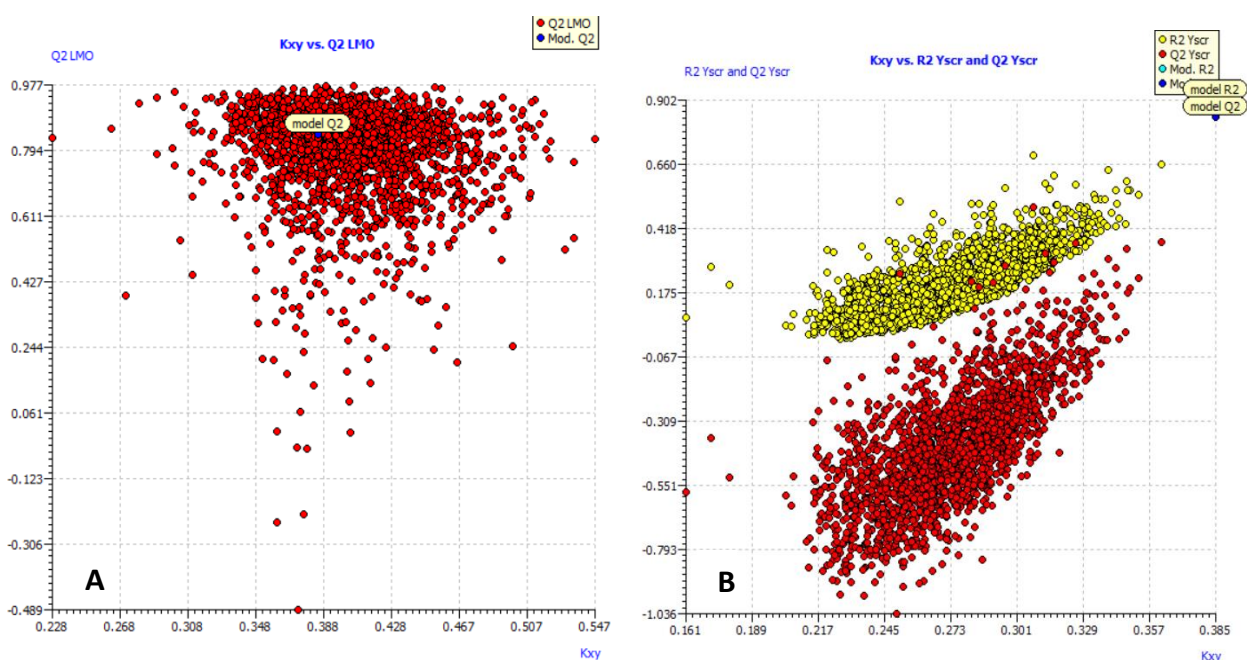 Q2 LMO
Mod. Q2
Kxy vs. Q2 LMO
Q2 LMO
0.977
0.794
0.611
0.427
0.244
0.061
-0.123
-0.306
-0.489
model Q2
A
0.228
0.268
0.308
0.348
0.388
0.428
0.467
0.507
0.547
Kxy
R2 Yscr
Q2 Yscr
Mod. R2
model R2
model Q2
Kxy vs. R2 Yscr and Q2 Yscr
R2 Yscr and Q2 Yscr
0.902
0.660
0.418
0.175
-0.067
-0.309
-0.551
-0.793
-1.036
B
0.161
0.189
0.217
0.245
0.273
0.301
0.329
0.357
0.385
Kxy